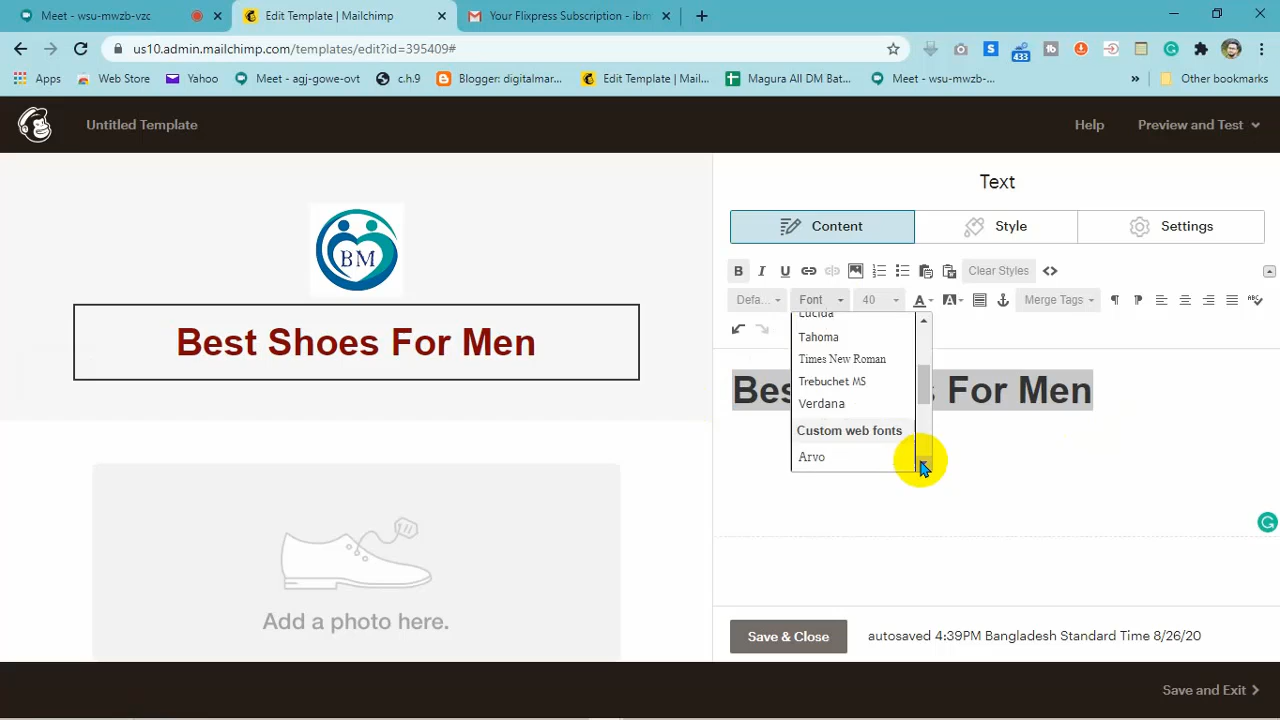 Meet - wsu-mwzb-vzc
Edit Template | Mailchimp
Your Flixpress Subscription - ibm
us10.admin.mailchimp.com/templates/edit?id=395409#
433
Apps
Web Store
Yahoo
Meet - agj-gowe-ovt
c.h.9
Blogger: digitalmar...
Edit Template | Mail...
Magura All DM Bat...
Meet - wsu-mwzb-...
Other bookmarks
Untitled Template
Help
Preview and Test
BM
Best Shoes For Men
Add a photo here.
Text
Content
Style
Settings
B I U
Clear Styles
Defa...
Font
40
A
A
Merge Tags
ABC
Lucida
Tahoma
Times New Roman
Trebuchet MS
Verdana
Custom web fonts
Arvo
Bes
s For Men
Save & Close
autosaved 4:39PM Bangladesh Standard Time 8/26/20
Save and Exit